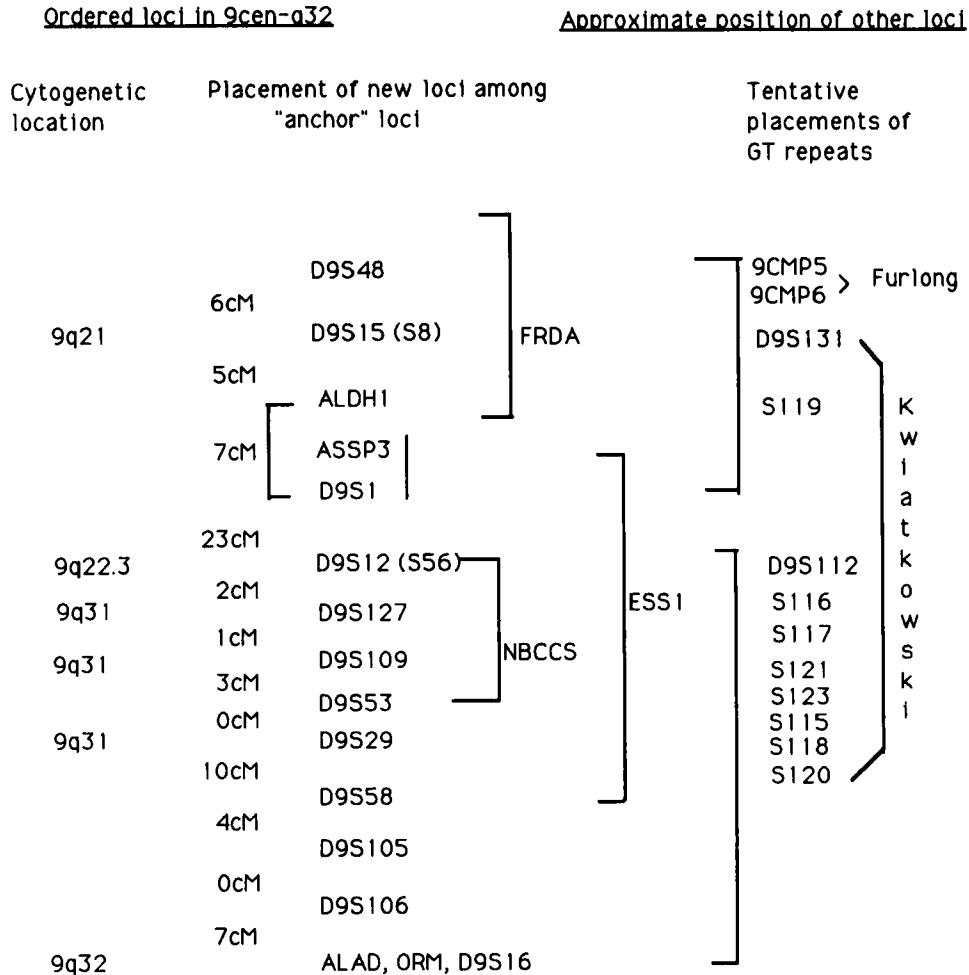 Ordered loci in 9cen-q32
Approximate position of other loci
Cytogenetic
location
Placement of new loci among
"anchor" loci
Tentative
placements of
GT repeats
D9S48
9CMP5
9CMP6
> Furlong
6cM
9q21
D9S15 (S8)
FRDA
D9S131
5cM
ALDH1
S119
7cM
ASSP3
D9S1
23cM
9q22.3
D9S12 (S56)
D9S112
2cM
ESS1
S116
9q31
D9S127
1cM
S117
NBCCS
9q31
D9S109
S121
3cM
S123
D9S53
0cM
S115
9q31
D9S29
S118
10cM
S120
D9S58
4cM
D9S105
0cM
D9S106
7cM
9q32
ALAD, ORM, D9S16
Kwiatkowski